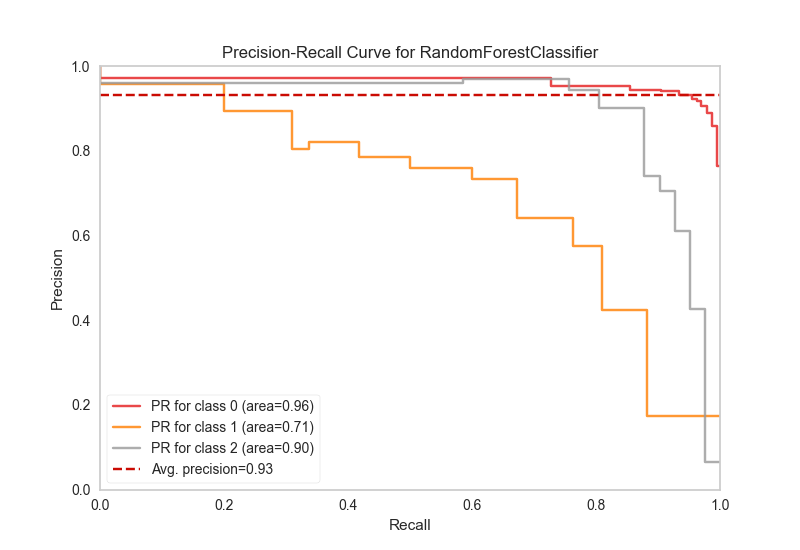 Precision-Recall Curve for RandomForestClassifier
1.0
0.8
0.6
0.4
0.2
0.0
Precision
PR for class 0 (area=0.96)
PR for class 1 (area=0.71)
PR for class 2 (area=0.90)
Avg. precision=0.93
0.0 0.2 0.4 0.6 0.8 1.0
Recall